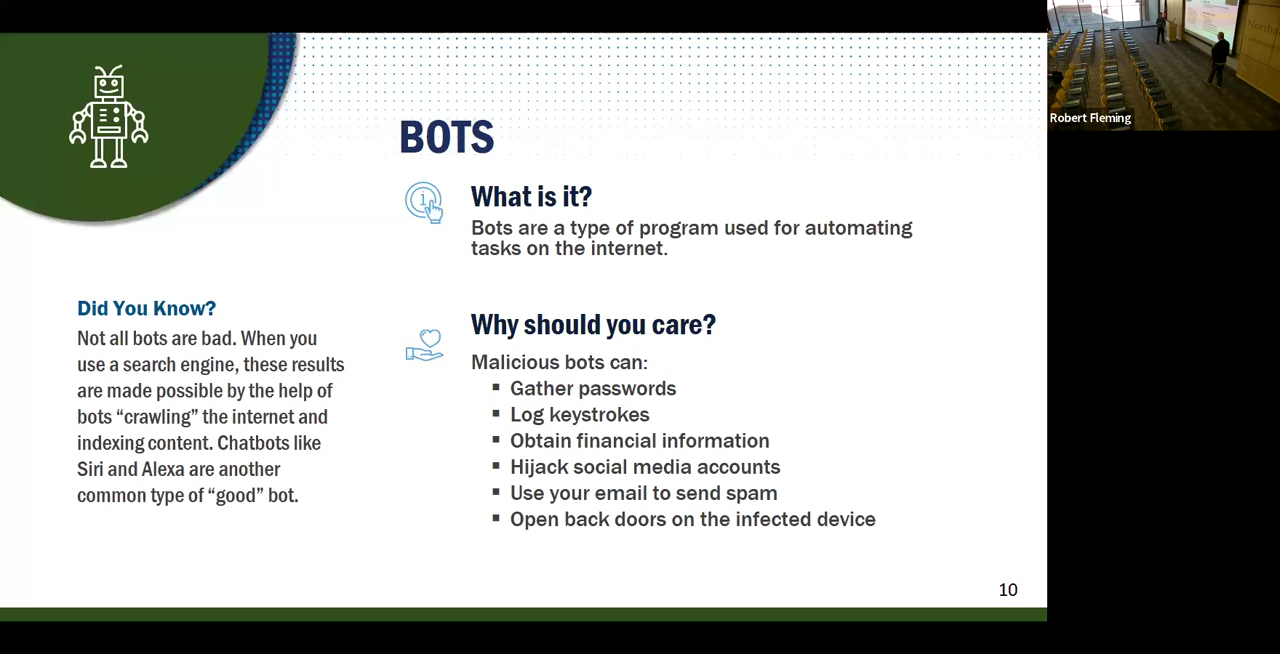 BOTS
What is it?
Bots are a type of program used for automating
tasks on the internet.
Did You Know?
Not all bots are bad. When you
use a search engine, these results
are made possible by the help of
bots “crawling” the internet and
indexing content. Chatbots like
Siri and Alexa are another
common type of “good” bot.
Why should you care?
Malicious bots can:
▪ Gather passwords
▪ Log keystrokes
▪ Obtain financial information
▪ Hijack social media accounts
▪ Use your email to send spam
▪ Open back doors on the infected device
10
Robert Fleming